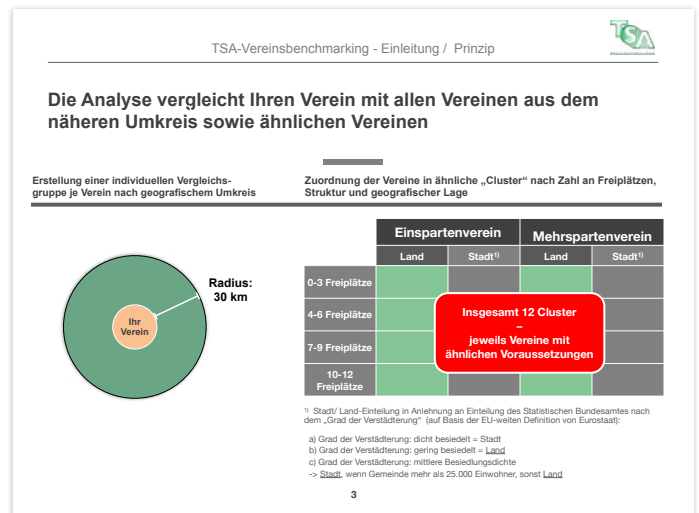 TSA-Vereinsbenchmarking - Einleitung / Prinzip
TSA
Die Analyse vergleicht Ihren Verein mit allen Vereinen aus dem
näheren Umkreis sowie ähnlichen Vereinen
Erstellung einer individuellen Vergleichs-
gruppe je Verein nach geografischem Umkreis
Radius:
30 km
Ihr
Verein
Zuordnung der Vereine in ähnliche „Cluster“ nach Zahl an Freiplätzen,
Struktur und geografischer Lage
Einspartenverein Mehrspartenverein
Land Stadt¹⁾ Land Stadt¹⁾
0-3 Freiplätze
4-6 Freiplätze
7-9 Freiplätze
10-12
Freiplätze
Insgesamt 12 Cluster
–
jeweils Vereine mit
ähnlichen Voraussetzungen
¹⁾ Stadt/ Land-Einteilung in Anlehnung an Einteilung des Statistischen Bundesamtes nach
dem „Grad der Verstädterung“ (auf Basis der EU-weiten Definition von Eurostaat):
a) Grad der Verstädterung: dicht besiedelt = Stadt
b) Grad der Verstädterung: gering besiedelt = Land
c) Grad der Verstädterung: mittlere Besiedlungsdichte
-> Stadt, wenn Gemeinde mehr als 25.000 Einwohner, sonst Land
3